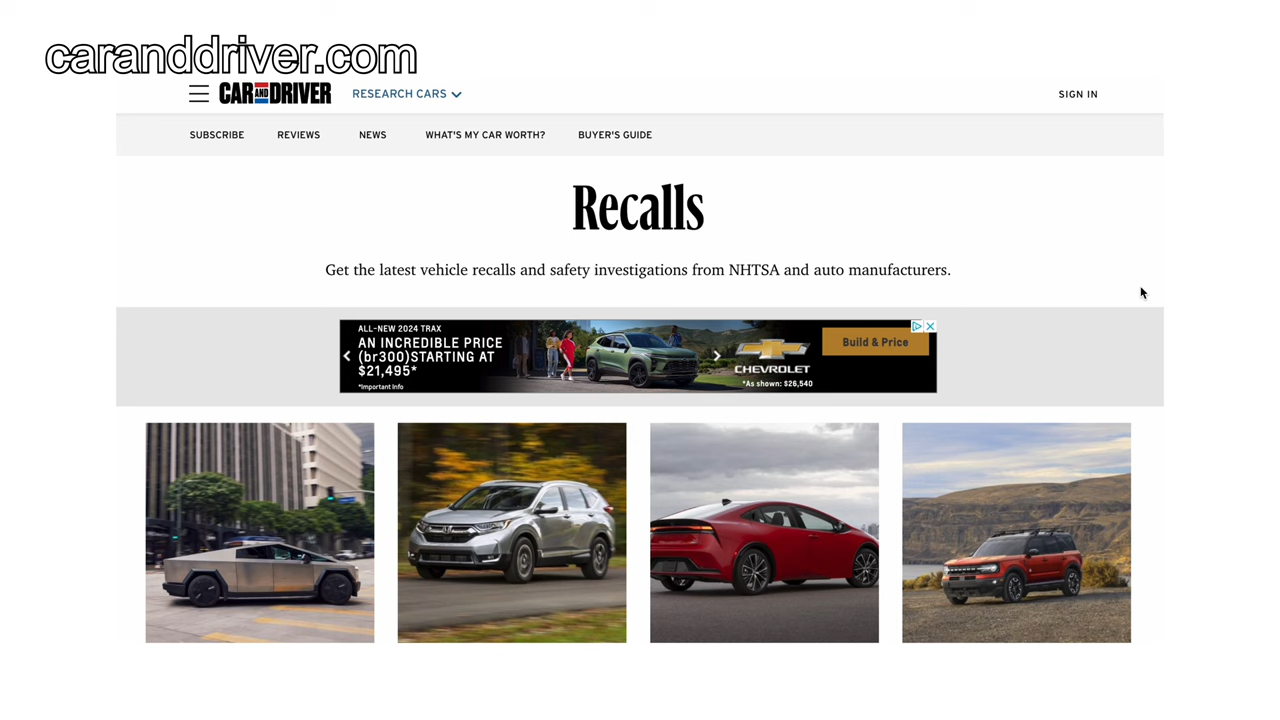 caranddriver.com
CAR AND DRIVER RESEARCH CARS SIGN IN
SUBSCRIBE REVIEWS NEWS WHAT'S MY CAR WORTH? BUYER'S GUIDE
Recalls
Get the latest vehicle recalls and safety investigations from NHTSA and auto manufacturers.
ALL-NEW 2024 TRAX
AN INCREDIBLE PRICE
(br300)STARTING AT
$21,495*
*Important Info
CHEVROLET
*As shown: $26,540
Build & Price